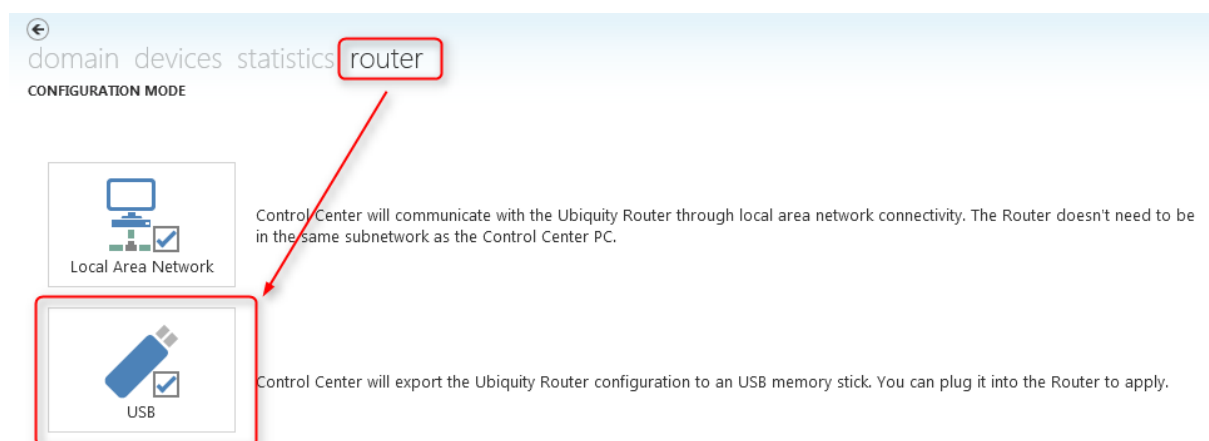 domain devices statistics router
CONFIGURATION MODE
Local Area Network
Control Center will communicate with the Ubiquity Router through local area network connectivity. The Router doesn't need to be
in the same subnetwork as the Control Center PC.
USB
Control Center will export the Ubiquity Router configuration to an USB memory stick. You can plug it into the Router to apply.